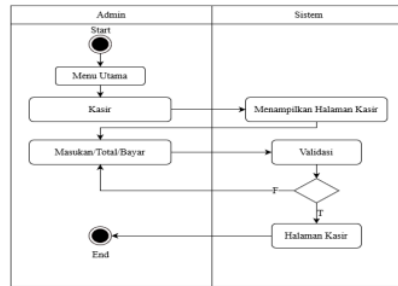 Admin
Sistem
Start
Menu Utama
Kasir
Menampilkan Halaman Kasir
Masukan/Total/Bayar
Validasi
F
T
Halaman Kasir
End